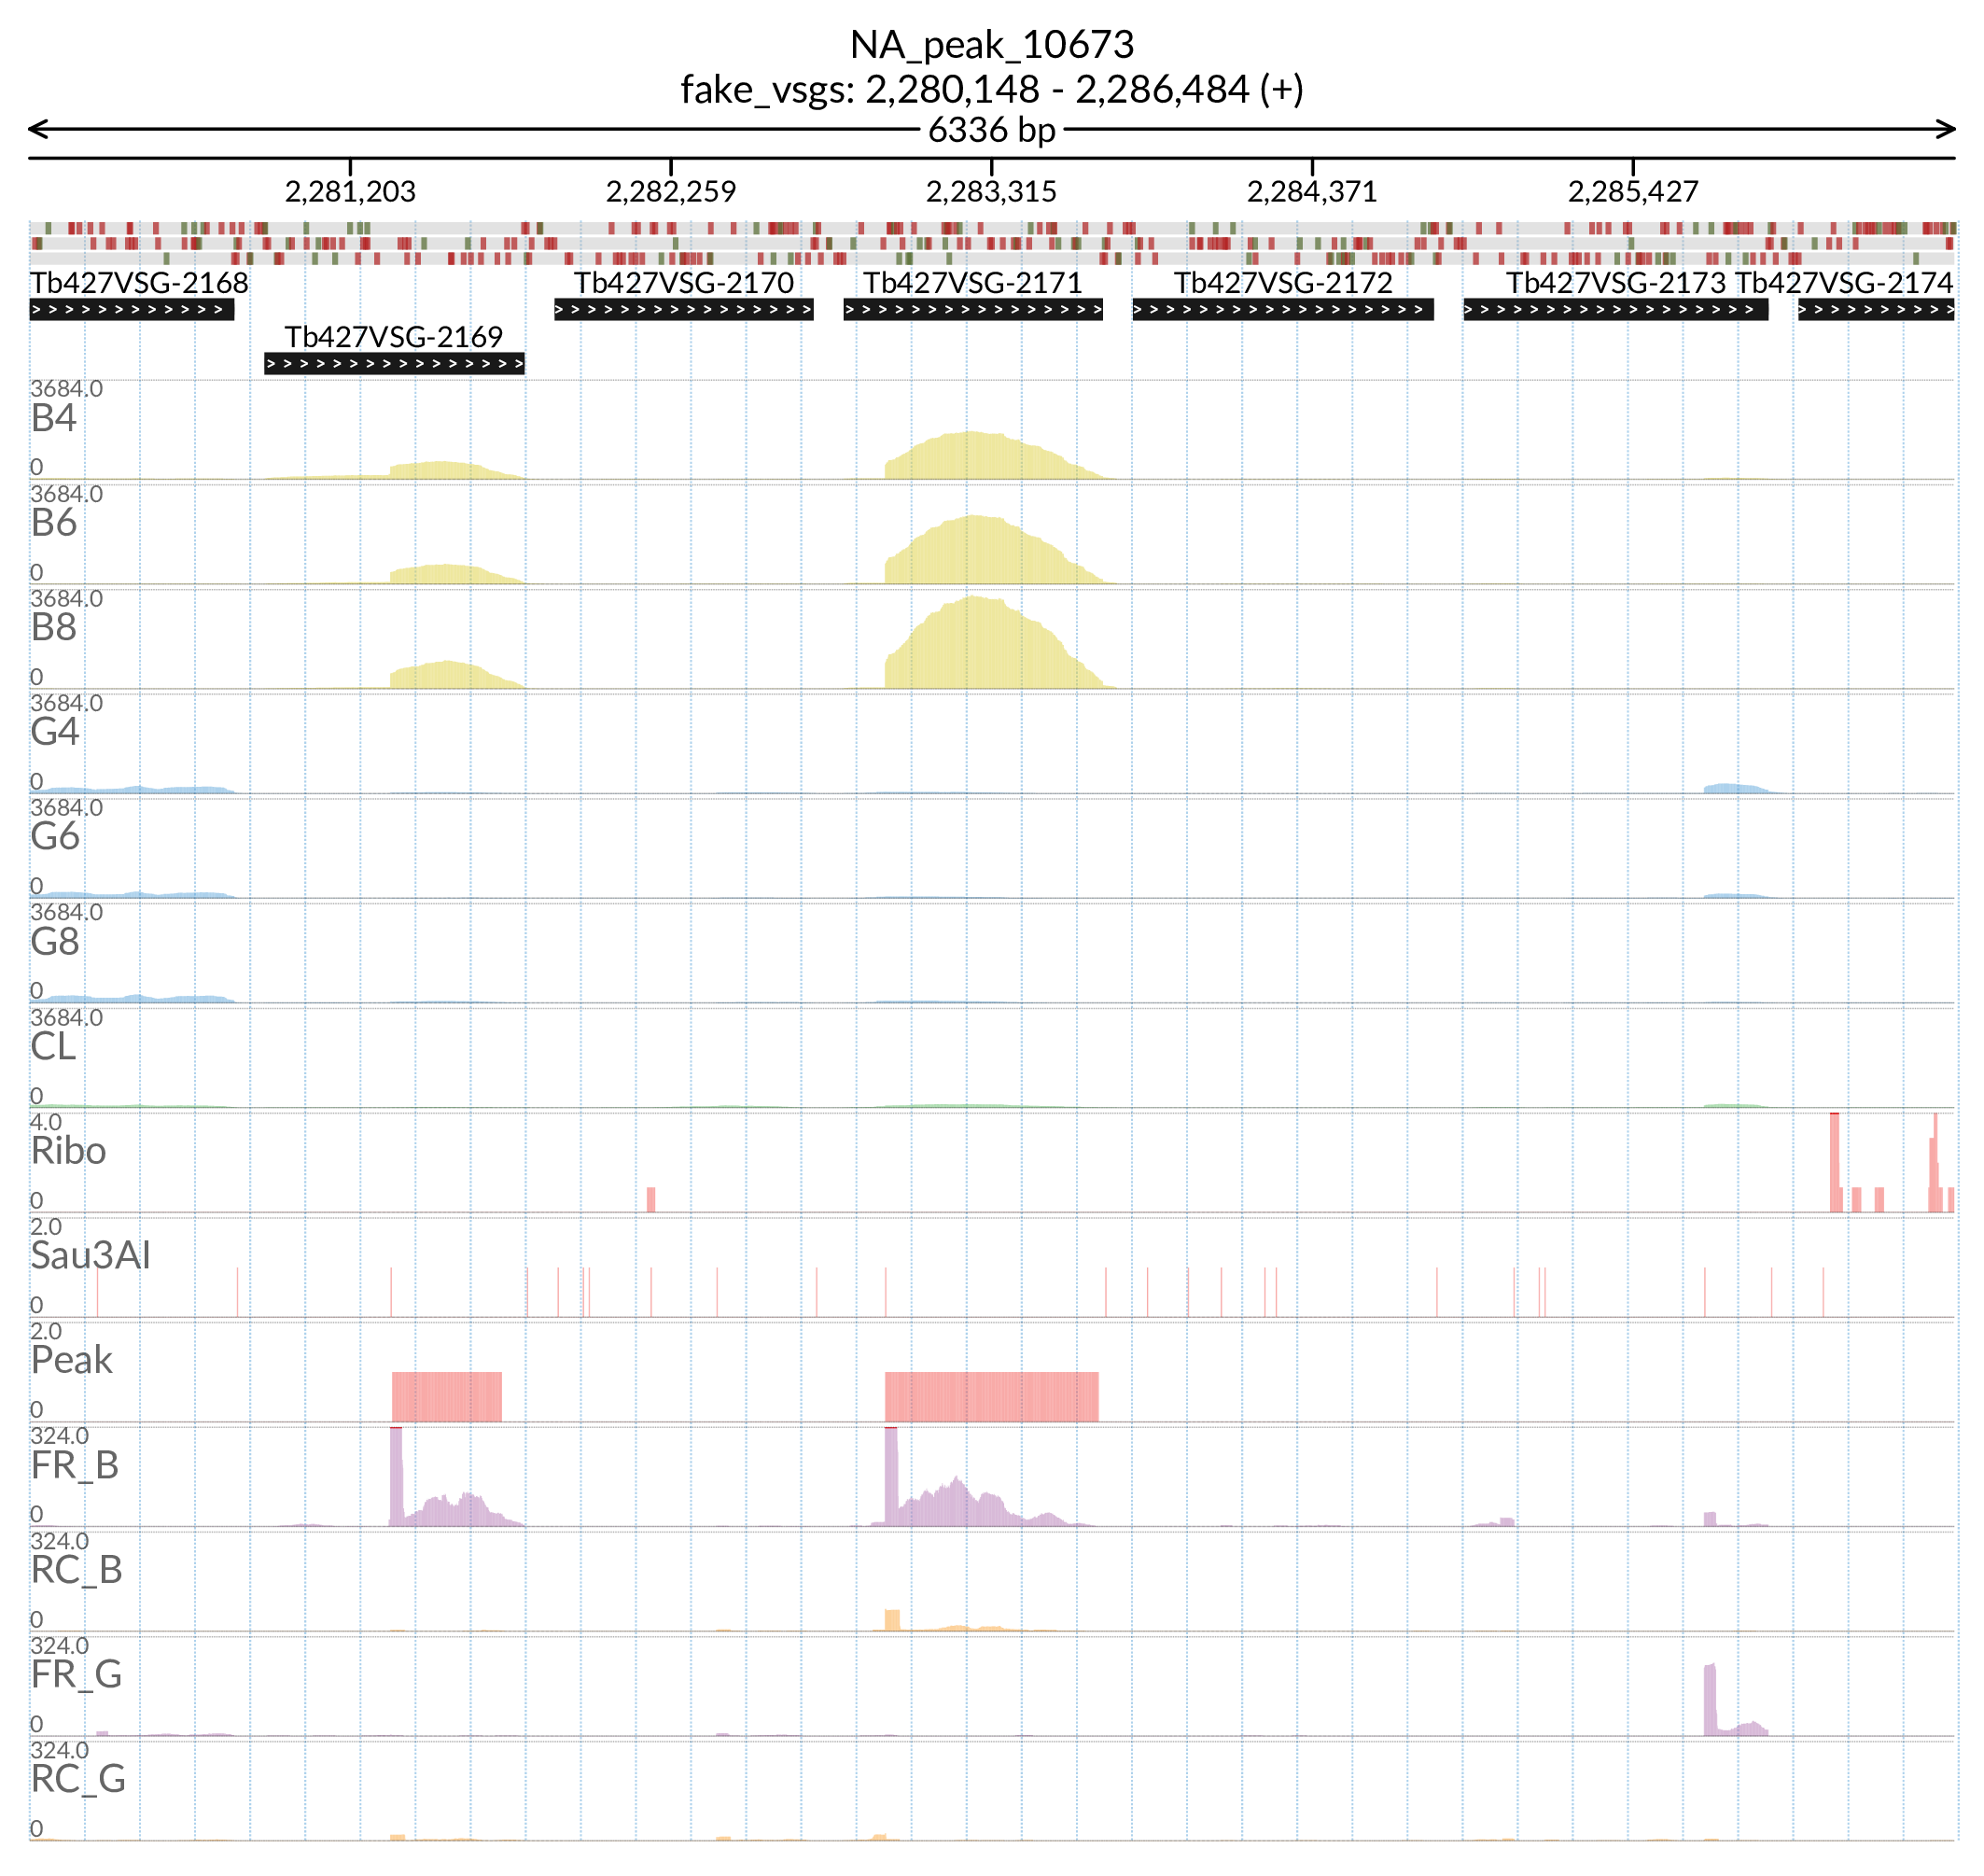 NA_peak_10673
fake_vsgs: 2,280,148 - 2,286,484 (+)
6336 bp
2,281,203 2,282,259 2,283,315 2,284,371 2,285,427
Tb427VSG-2168 Tb427VSG-2170 Tb427VSG-2171 Tb427VSG-2172 Tb427VSG-2173 Tb427VSG-2174
Tb427VSG-2169
3684.0
B4
0
3684.0
B6
0
3684.0
B8
0
3684.0
G4
0
3684.0
G6
0
3684.0
G8
0
3684.0
CL
0
4.0
Ribo
0
2.0
Sau3AI
0
2.0
Peak
0
324.0
FR_B
0
324.0
RC_B
0
324.0
FR_G
0
324.0
RC_G
0